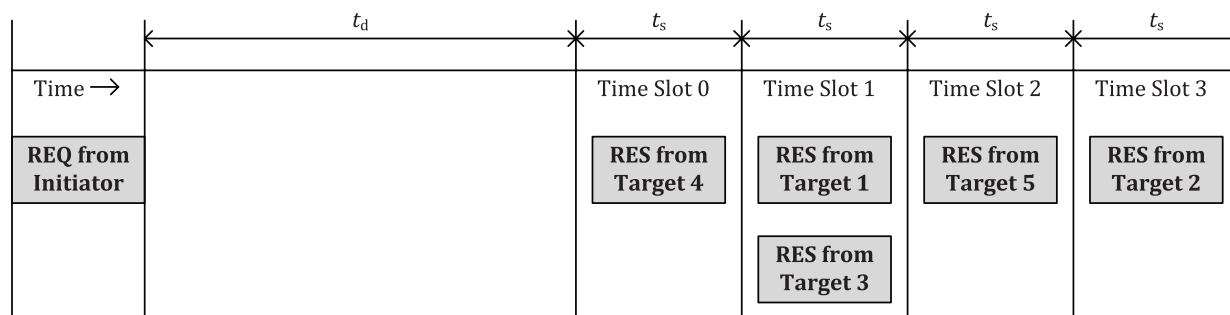 t_d t_s t_s t_s t_s
Time → Time Slot 0 Time Slot 1 Time Slot 2 Time Slot 3
REQ from
Initiator
RES from
Target 4
RES from
Target 1
RES from
Target 5
RES from
Target 2
RES from
Target 3